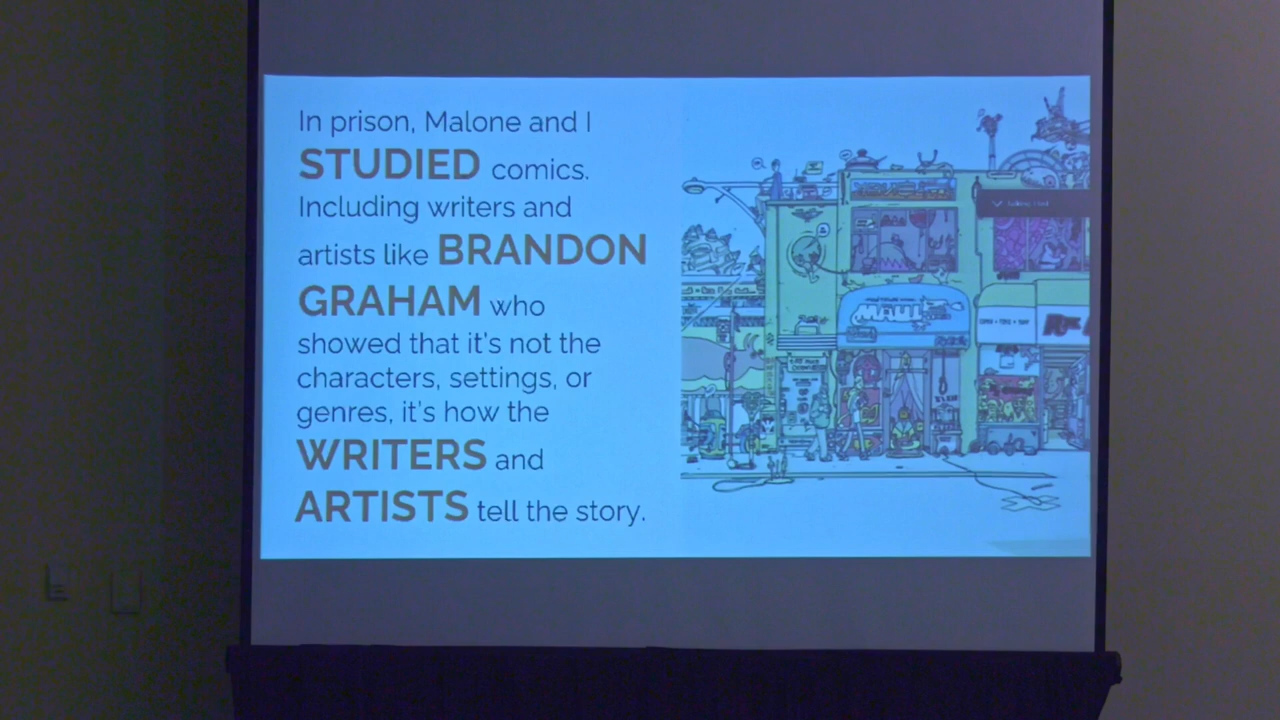 In prison, Malone and I
STUDIED comics.
Including writers and
artists like BRANDON
GRAHAM who
showed that it's not the
characters, settings, or
genres, it's how the
WRITERS and
ARTISTS tell the story.
MAUI